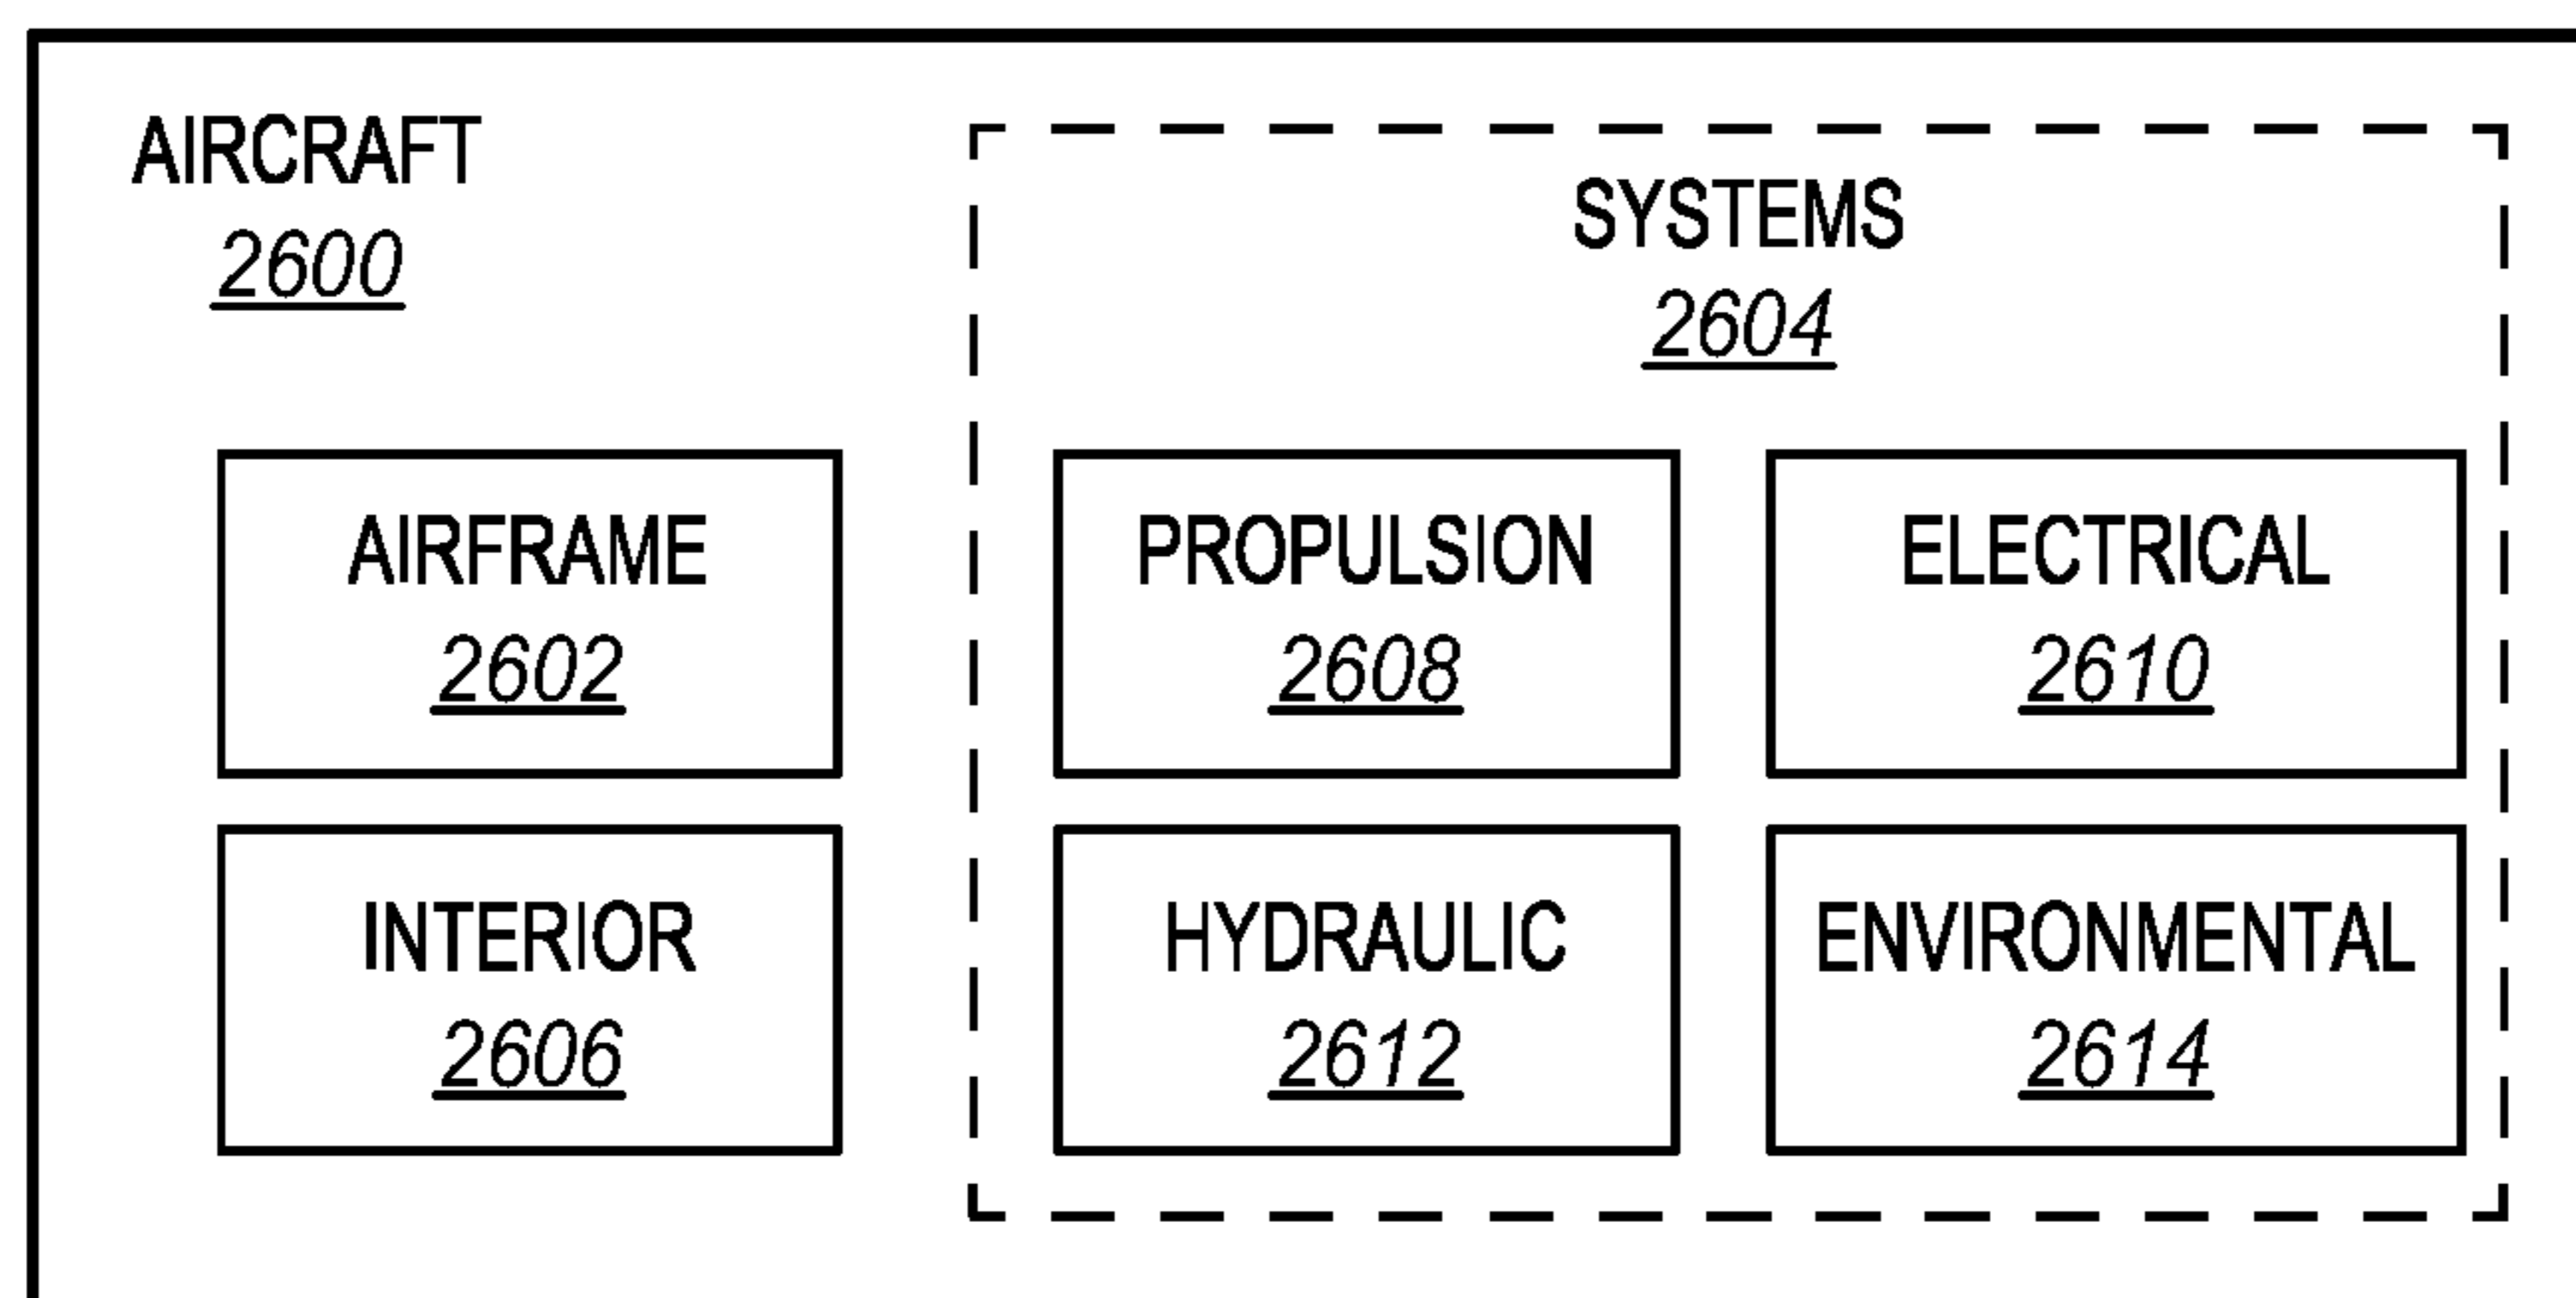 AIRCRAFT
2600
SYSTEMS
2604
AIRFRAME
2602
PROPULSION
2608
ELECTRICAL
2610
INTERIOR
2606
HYDRAULIC
2612
ENVIRONMENTAL
2614